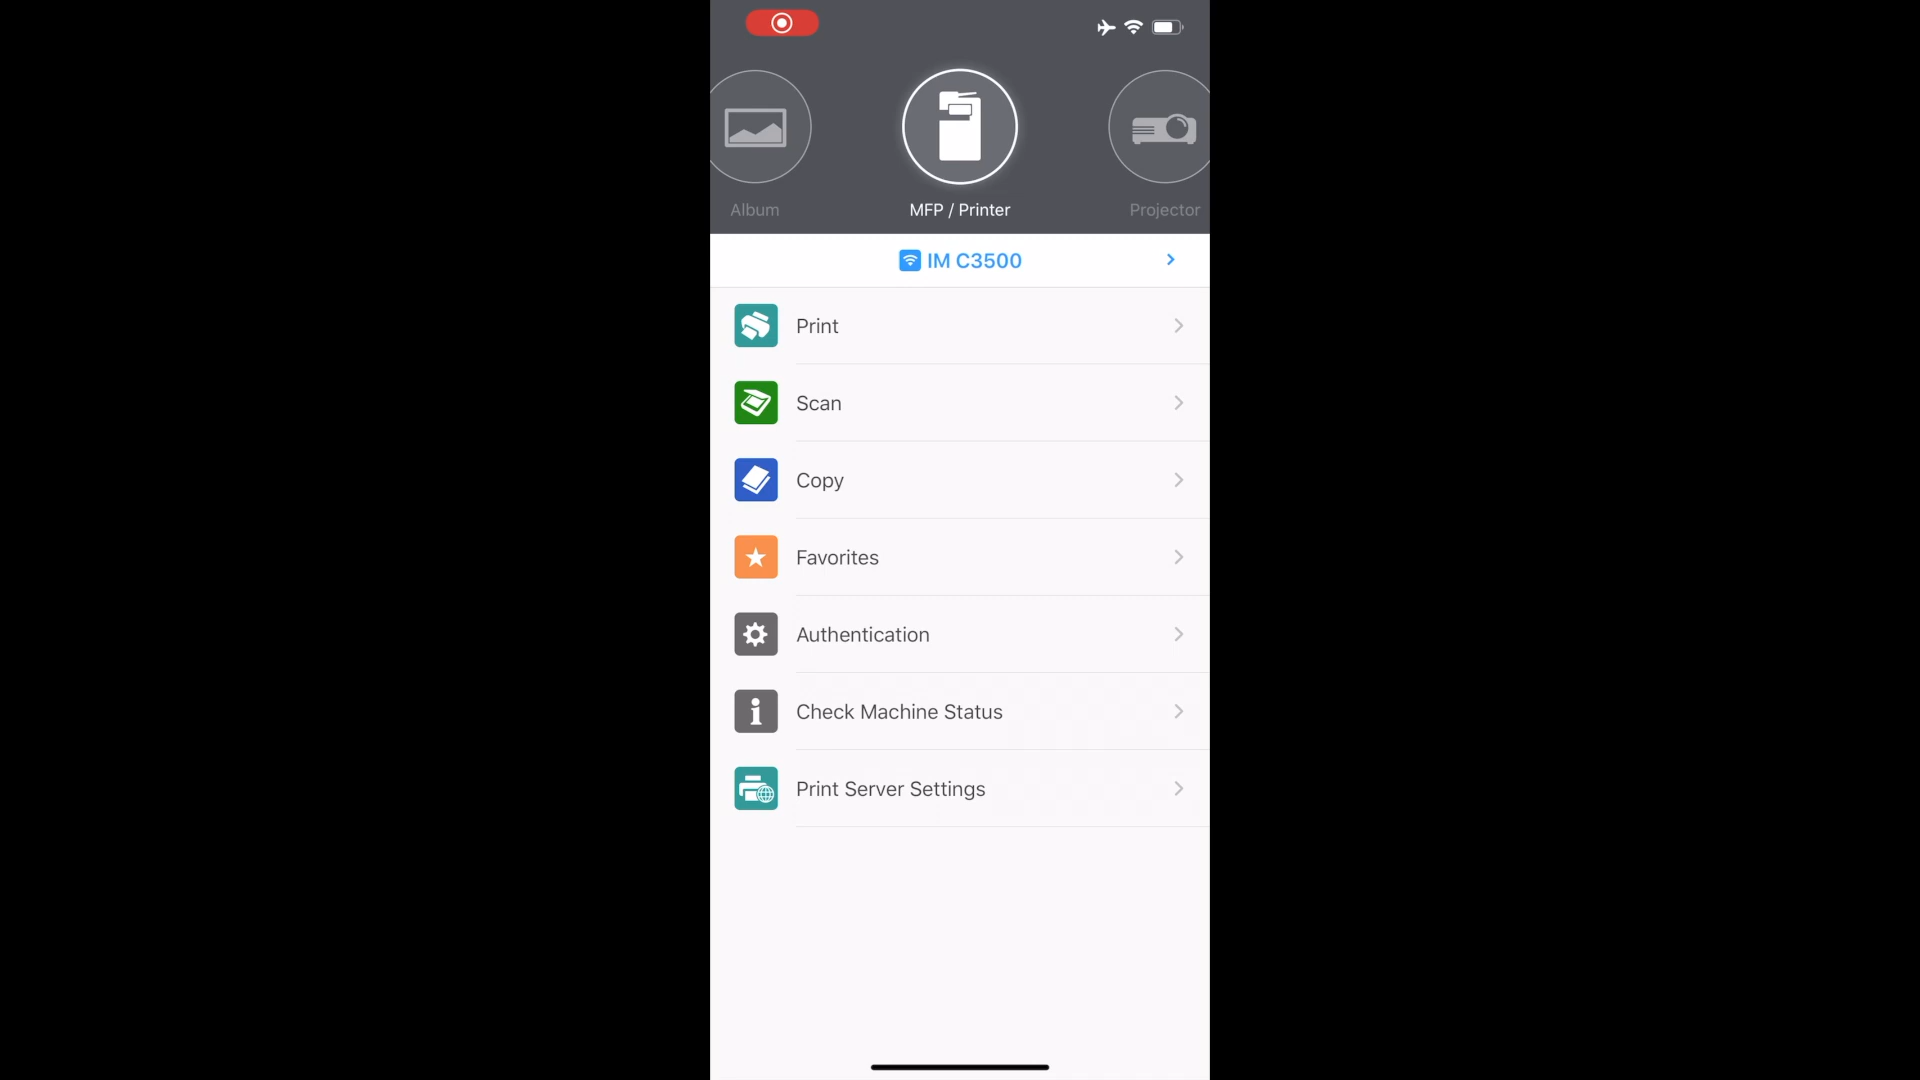 Album
MFP / Printer
Projector
IM C3500
Print
Scan
Copy
Favorites
Authentication
Check Machine Status
Print Server Settings